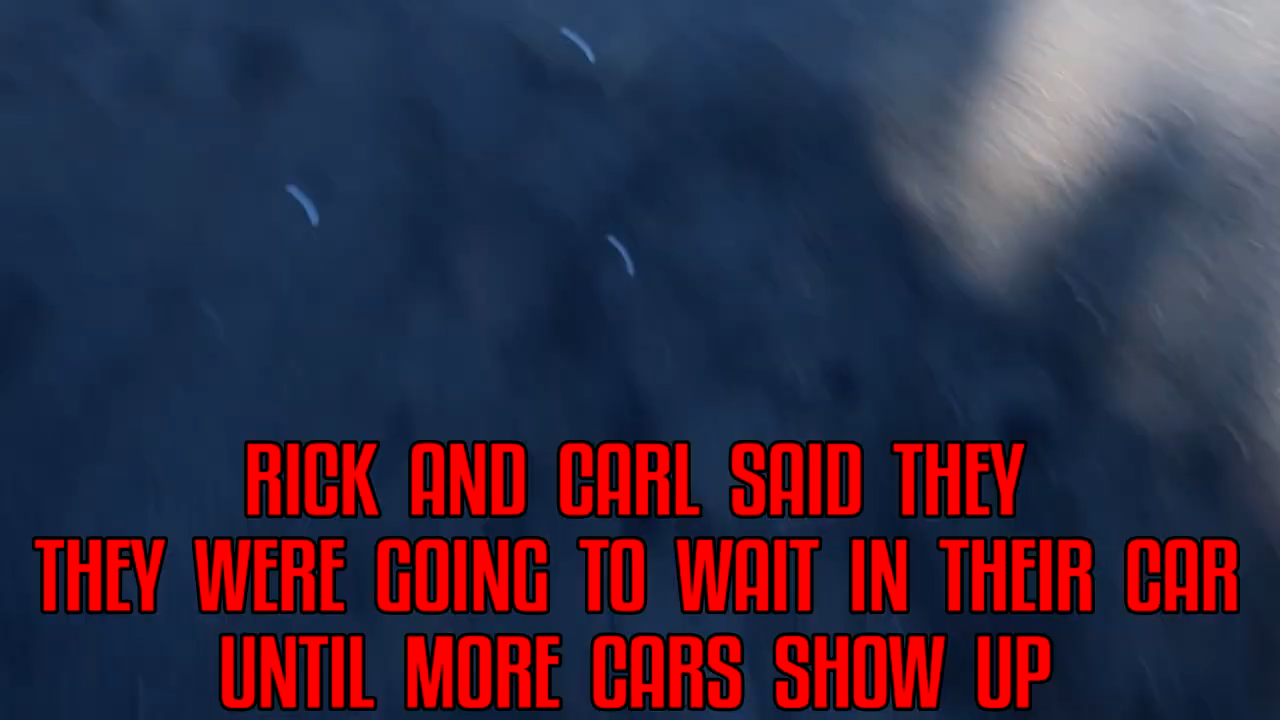 RICK AND CARL SAID THEY
THEY WERE GOING TO WAIT IN THEIR CAR
UNTIL MORE CARS SHOW UP